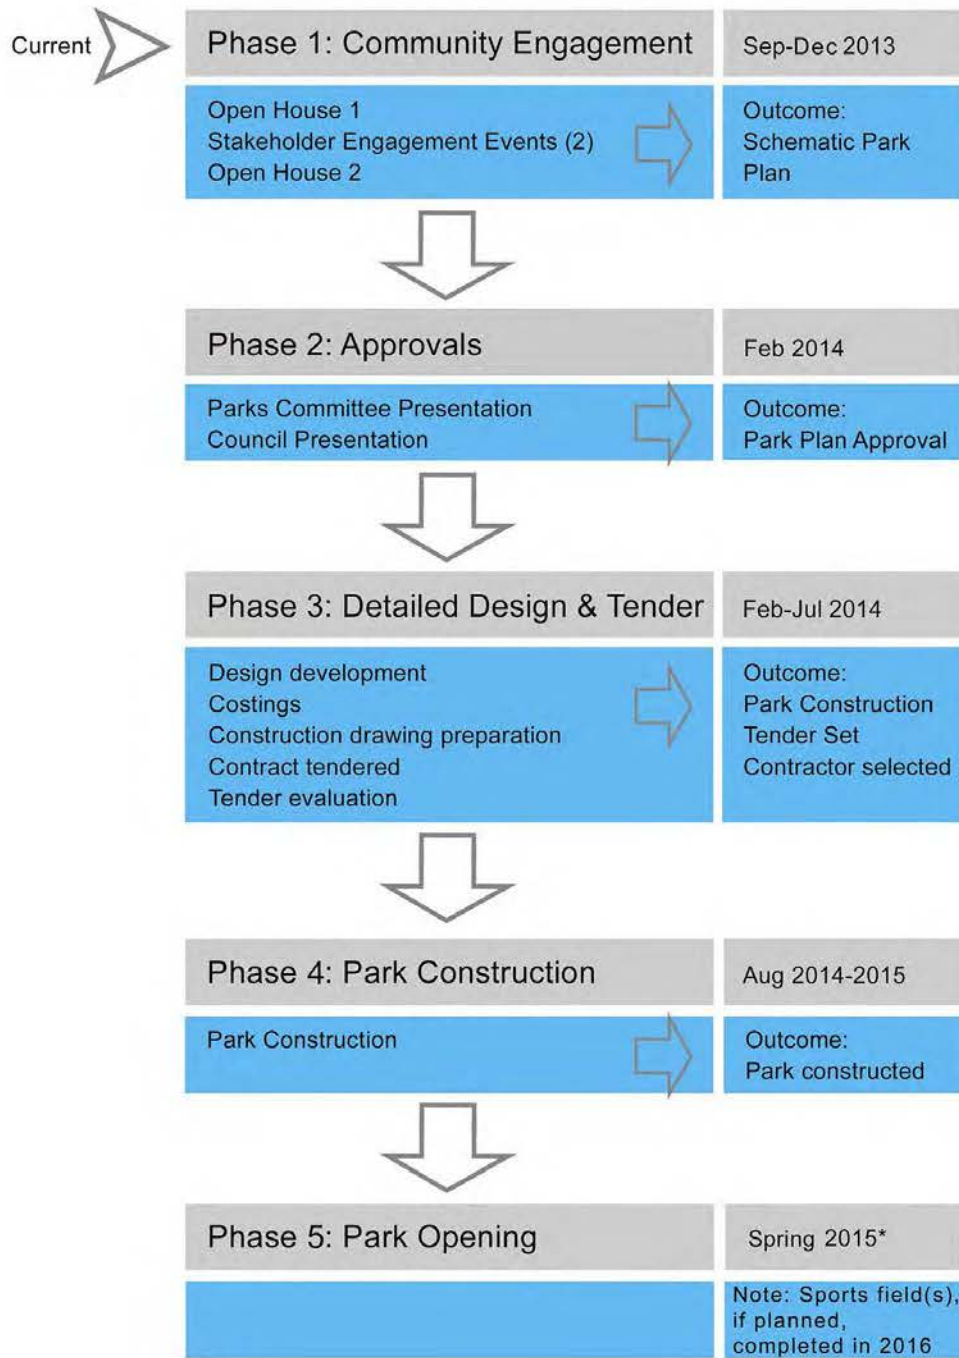 Current
Phase 1: Community Engagement
Sep-Dec 2013
Open House 1
Stakeholder Engagement Events (2)
Open House 2
Outcome:
Schematic Park
Plan
Phase 2: Approvals
Feb 2014
Parks Committee Presentation
Council Presentation
Outcome:
Park Plan Approval
Phase 3: Detailed Design & Tender
Feb-Jul 2014
Design development
Costings
Construction drawing preparation
Contract tendered
Tender evaluation
Outcome:
Park Construction
Tender Set
Contractor selected
Phase 4: Park Construction
Aug 2014-2015
Park Construction
Outcome:
Park constructed
Phase 5: Park Opening
Spring 2015*
Note: Sports field(s),
if planned,
completed in 2016